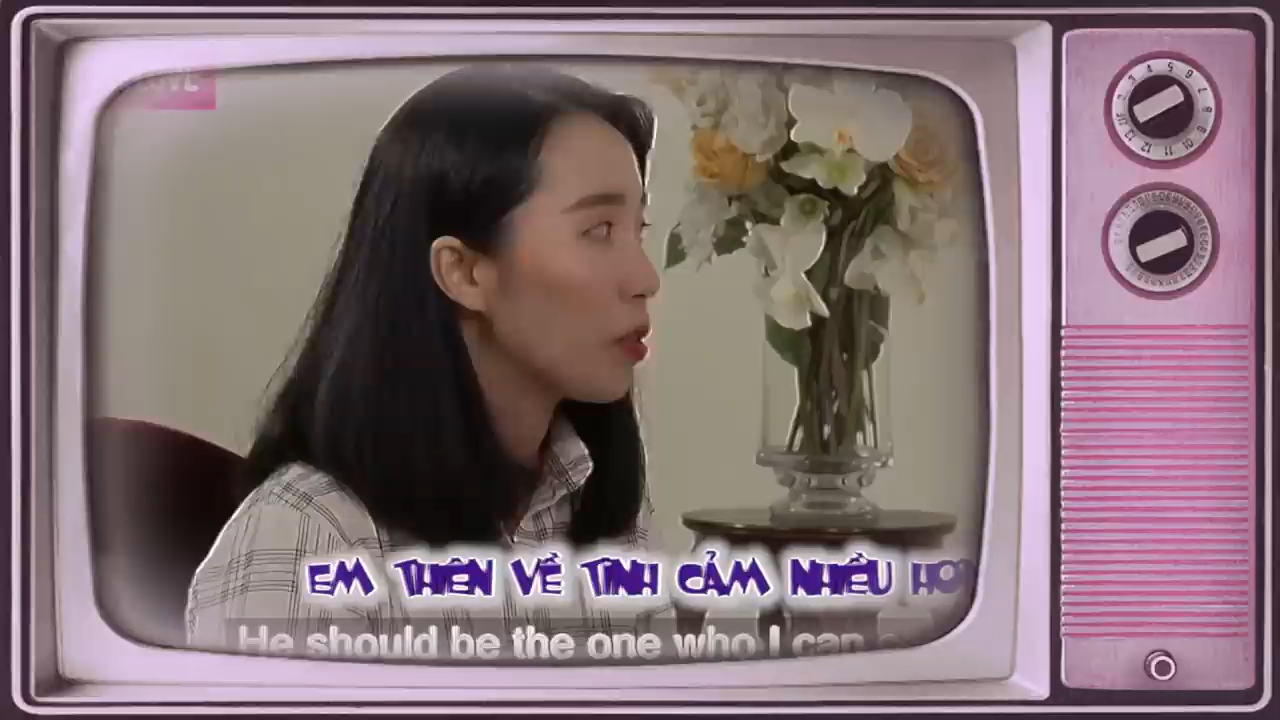 EM THIÊN VỀ TÌNH CẢM NHIỀU
He should be the one who I can